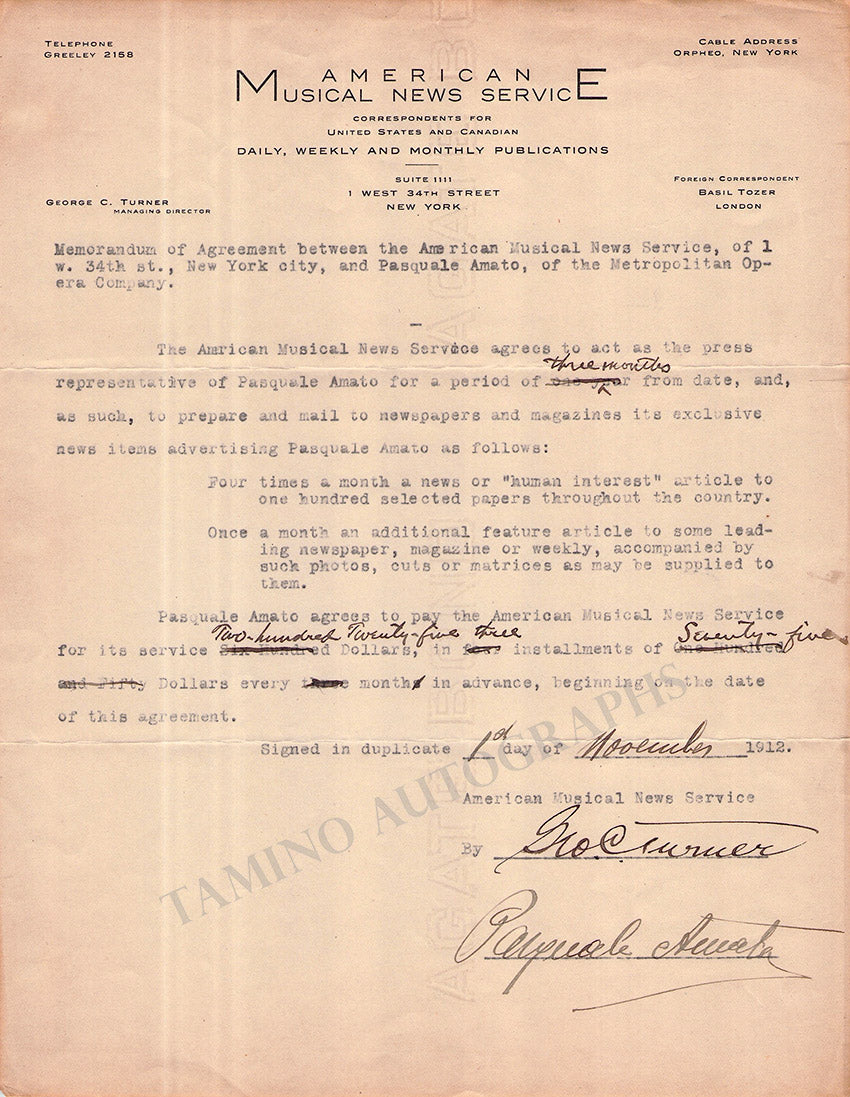 TELEPHONE
GREELEY 2158
CABLE ADDRESS
ORPHEO, NEW YORK
AMERICAN
MUSICAL NEWS SERVICE
CORRESPONDENTS FOR
UNITED STATES AND CANADIAN
DAILY, WEEKLY AND MONTHLY PUBLICATIONS
SUITE 1111
1 WEST 34TH STREET
NEW YORK
GEORGE C. TURNER
MANAGING DIRECTOR
FOREIGN CORRESPONDENT
BASIL TOZER
LONDON
Memorandum of Agreement between the American Musical News Service, of 1
w. 34th st., New York city, and Pasquale Amato, of the Metropolitan Op-
era Company.
The Amrican Musical News Service agrees to act as the press
three months
representative of Pasquale Amato for a period of one year from date, and,
as such, to prepare and mail to newspapers and magazines its exclusive
news items advertising Pasquale Amato as follows:
Four times a month a news or "human interest" article to
one hundred selected papers throughout the country.
Once a month an additional feature article to some lead-
ing newspaper, magazine or weekly, accompanied by
such photos, cuts or matrices as may be supplied to
them.
Pasquale Amato agrees to pay the American Musical News Service
Two-hundred Twenty-five three Seventy-five
for its service Six Hundred Dollars, in four installments of One Hundred
and Fifty Dollars every three months in advance, beginning on the date
of this agreement.
Signed in duplicate 1st day of November 1912.
American Musical News Service
By Geo. C. Turner
Pasquale Amato
TAMINO AUTOGRAPHS